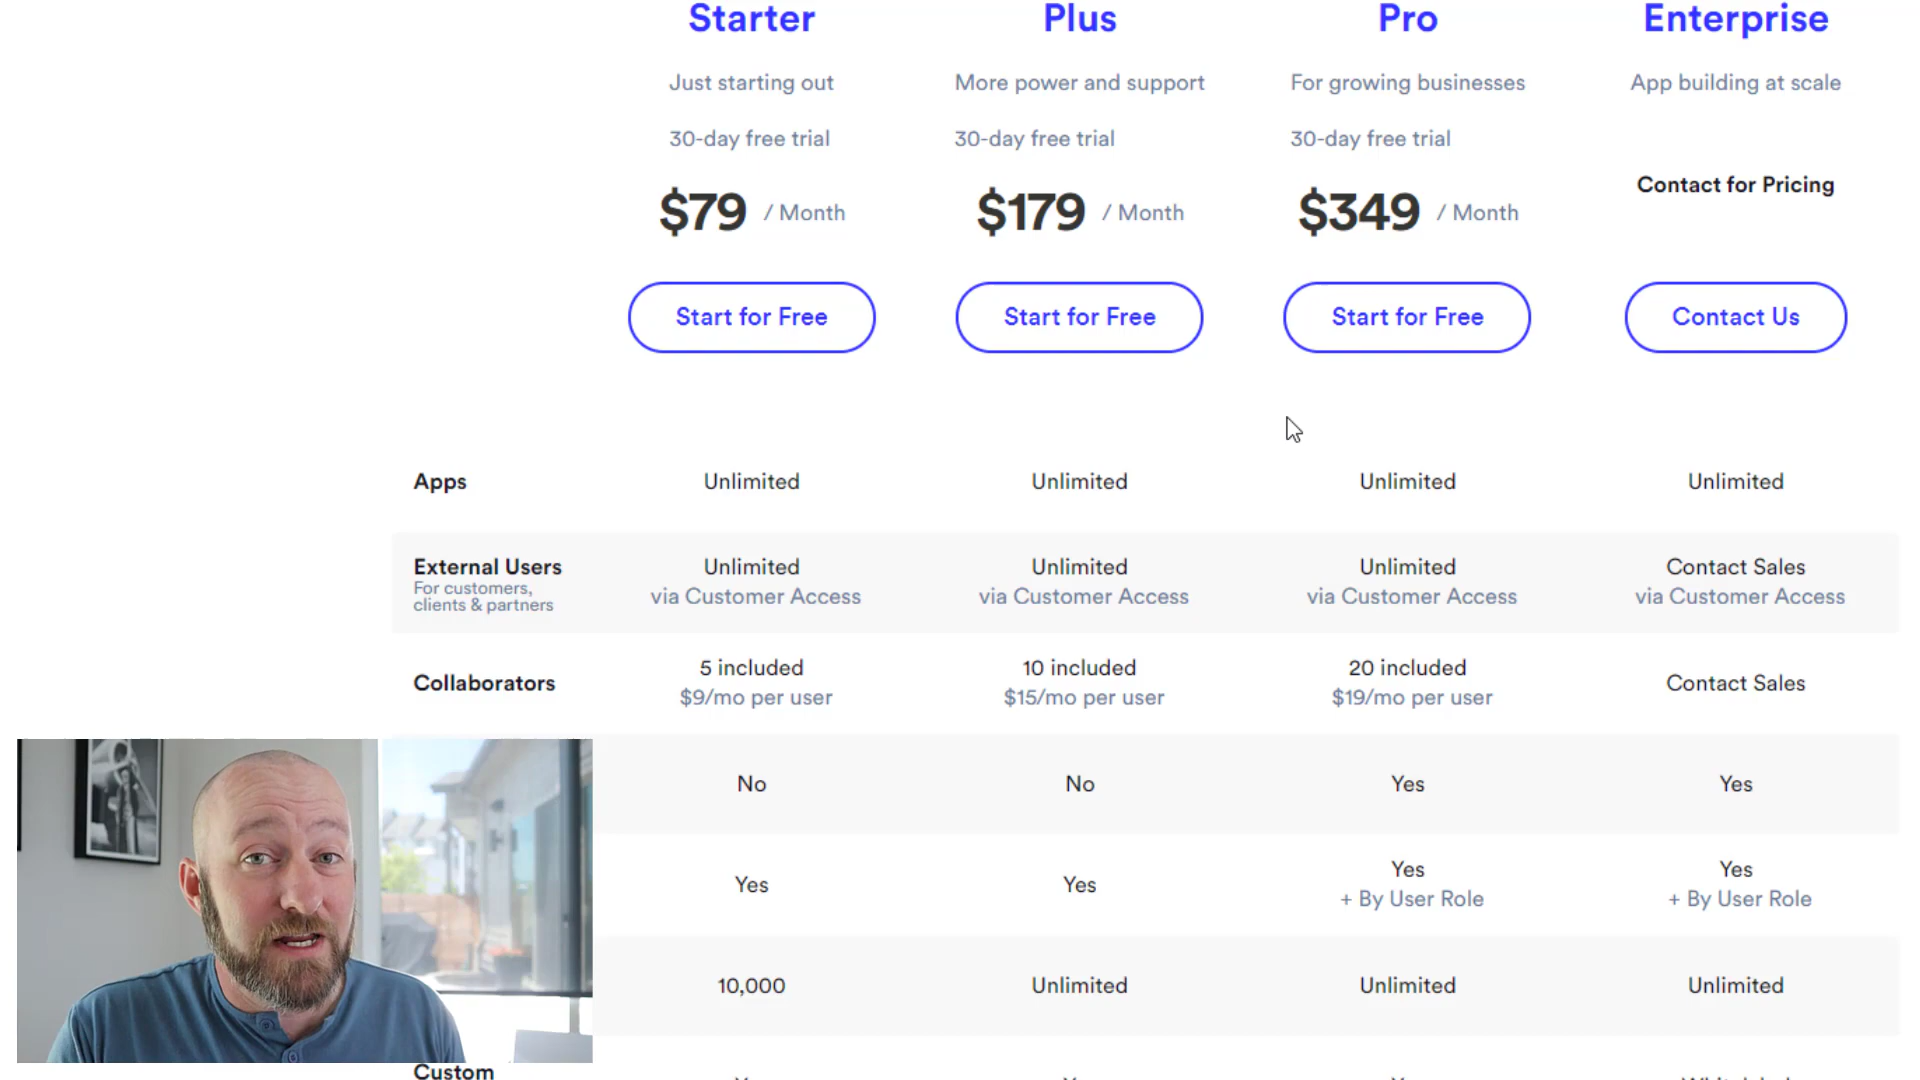 Starter Plus Pro Enterprise
Just starting out More power and support For growing businesses App building at scale
30-day free trial 30-day free trial 30-day free trial
Contact for Pricing
$79 / Month $179 / Month $349 / Month
Start for Free Start for Free Start for Free Contact Us
Apps Unlimited Unlimited Unlimited Unlimited
External Users Unlimited Unlimited Unlimited Contact Sales
For customers,
clients & partners
via Customer Access via Customer Access via Customer Access via Customer Access
5 included 10 included 20 included
Collaborators Contact Sales
$9/mo per user $15/mo per user $19/mo per user
No No Yes Yes
Yes Yes Yes Yes
+ By User Role + By User Role
10,000 Unlimited Unlimited Unlimited
Custom